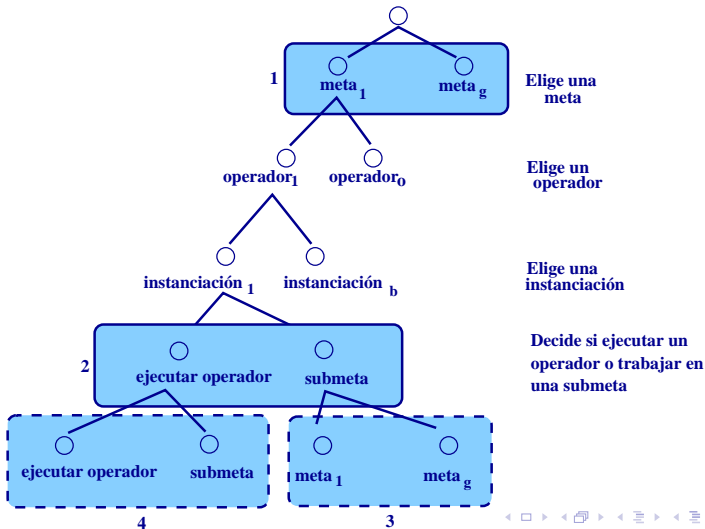 1
meta 1
meta g
Elige una
meta
operador1
operadoro
Elige un
operador
instanciación 1
instanciación b
Elige una
instanciación
2
ejecutar operador
submeta
Decide si ejecutar un
operador o trabajar en
una submeta
ejecutar operador
submeta
meta 1
meta g
4
3